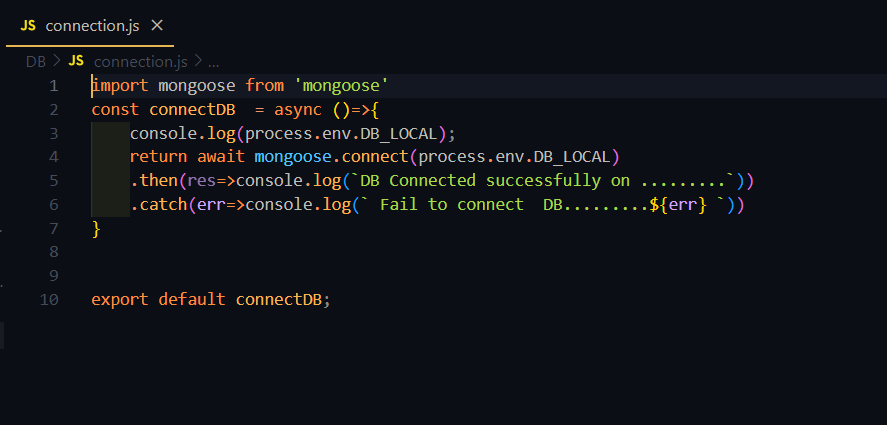 JS connection.js ×
DB > JS connection.js > ...
1 import mongoose from 'mongoose'
2 const connectDB  = async ()=>{
3     console.log(process.env.DB_LOCAL);
4     return await mongoose.connect(process.env.DB_LOCAL)
5     .then(res=>console.log(`DB Connected successfully on .........`))
6     .catch(err=>console.log(` Fail to connect  DB.........${err} `))
7 }
8
9
10 export default connectDB;